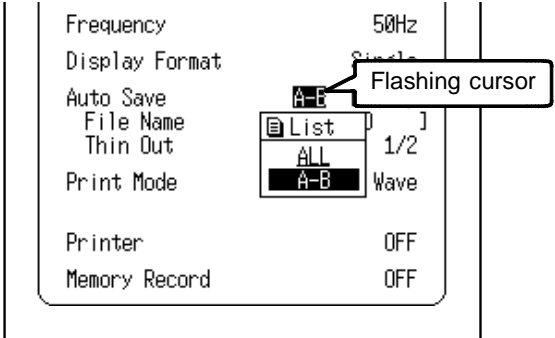 Frequency 50Hz
Display Format
Flashing cursor
Auto Save A-B
File Name ]
List
Thin Out 1/2
ALL
A-B
Print Mode Wave
Printer OFF
Memory Record OFF